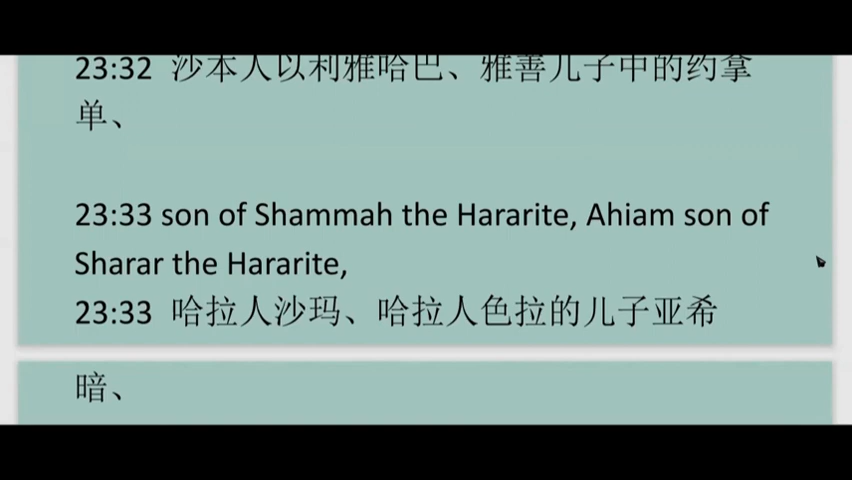 23:32 沙本人以利雅哈巴、雅善儿子中的约拿
单、
23:33 son of Shammah the Hararite, Ahiam son of
Sharar the Hararite,
23:33 哈拉人沙玛、哈拉人色拉的儿子亚希
暗、